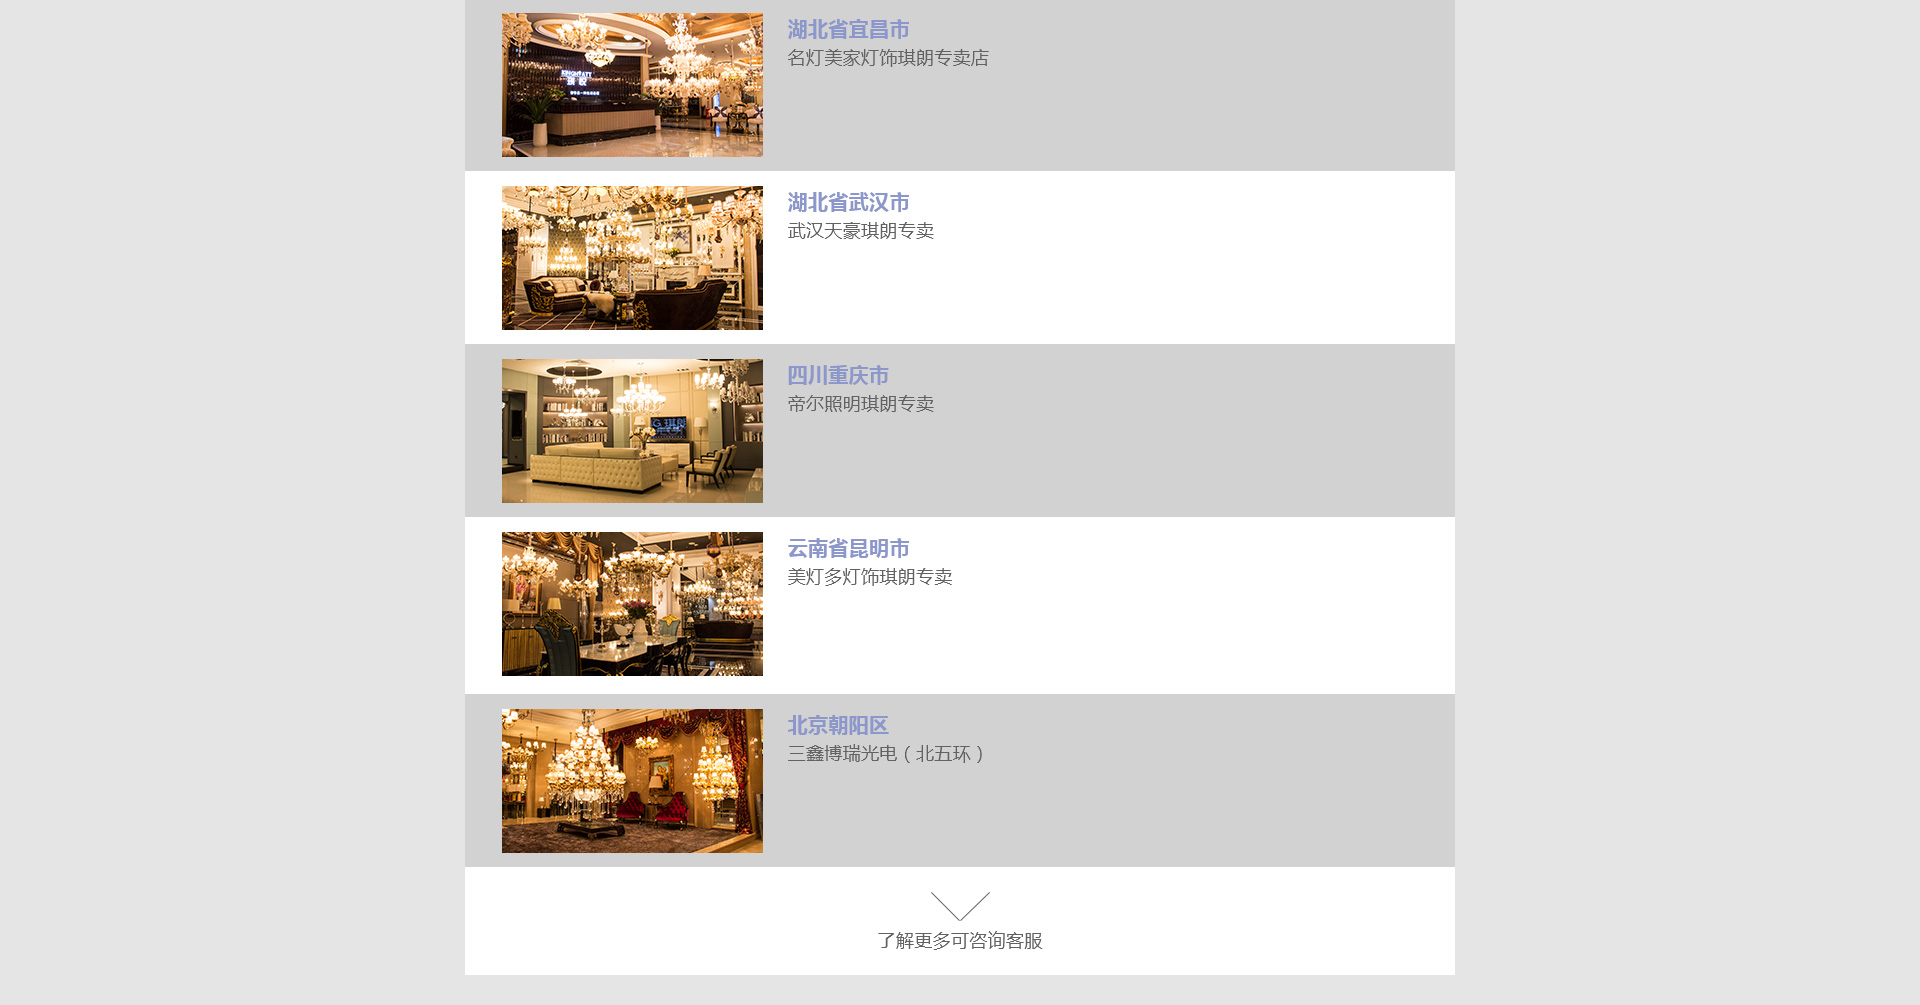 KINGHYATT
琪悦
湖北省宜昌市
名灯美家灯饰琪朗专卖店
湖北省武汉市
武汉天豪琪朗专卖
四川重庆市
帝尔照明琪朗专卖
云南省昆明市
美灯多灯饰琪朗专卖
北京朝阳区
三鑫博瑞光电（北五环）
了解更多可咨询客服